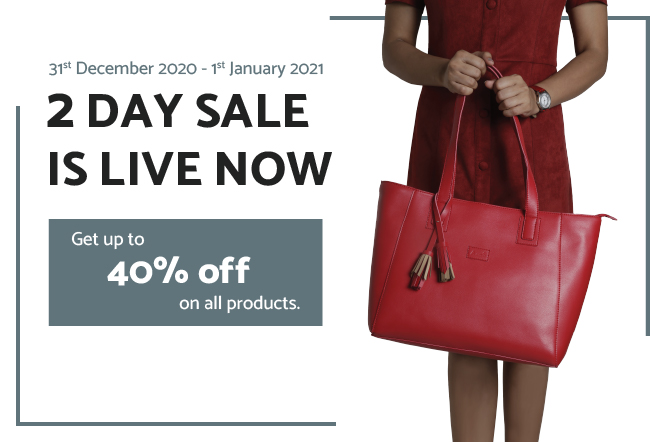 31st December 2020 - 1st January 2021
2 DAY SALE
IS LIVE NOW
Get up to
40% off
on all products.